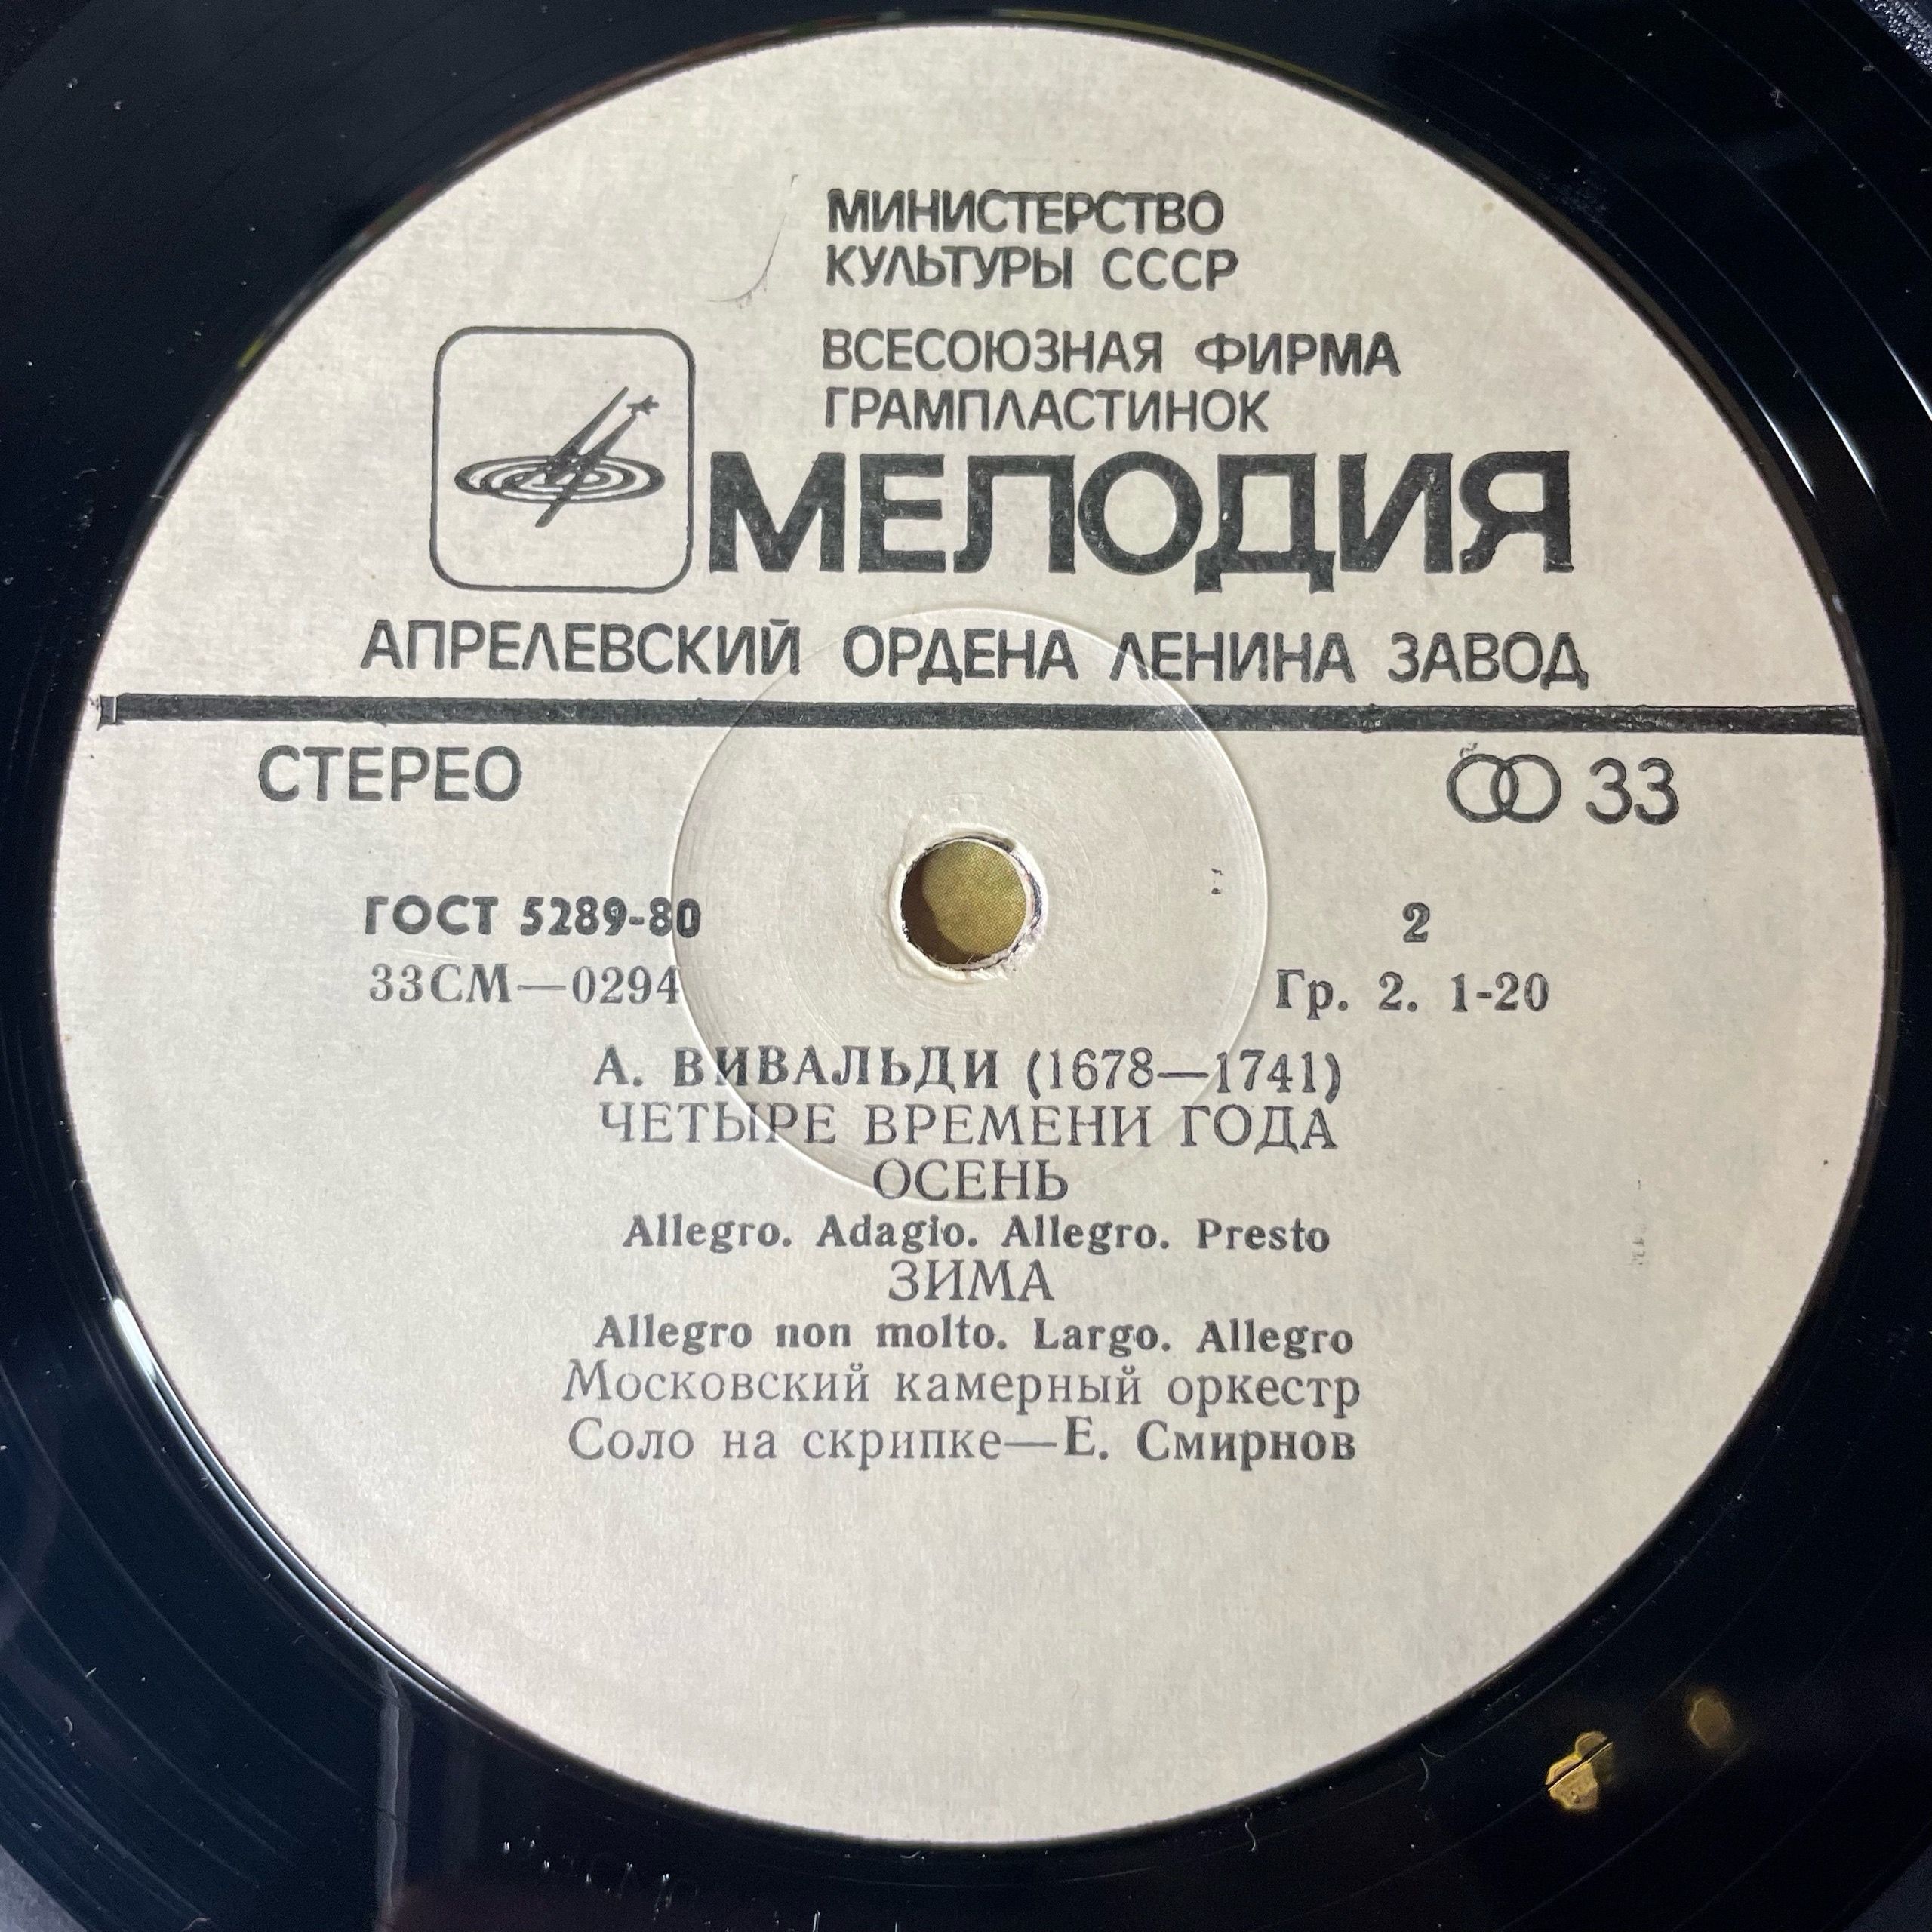 МИНИСТЕРСТВО
КУЛЬТУРЫ СССР
ВСЕСОЮЗНАЯ ФИРМА
ГРАМПЛАСТИНОК
МЕЛОДИЯ
АПРЕЛЕВСКИЙ ОРДЕНА ЛЕНИНА ЗАВОД
СТЕРЕО 33
ГОСТ 5289-80 2
33СМ—0294 Гр. 2. 1-20
А. ВИВАЛЬДИ (1678—1741)
ЧЕТЫРЕ ВРЕМЕНИ ГОДА
ОСЕНЬ
Allegro. Adagio. Allegro. Presto
ЗИМА
Allegro non molto. Largo. Allegro
Московский камерный оркестр
Соло на скрипке—Е. Смирнов